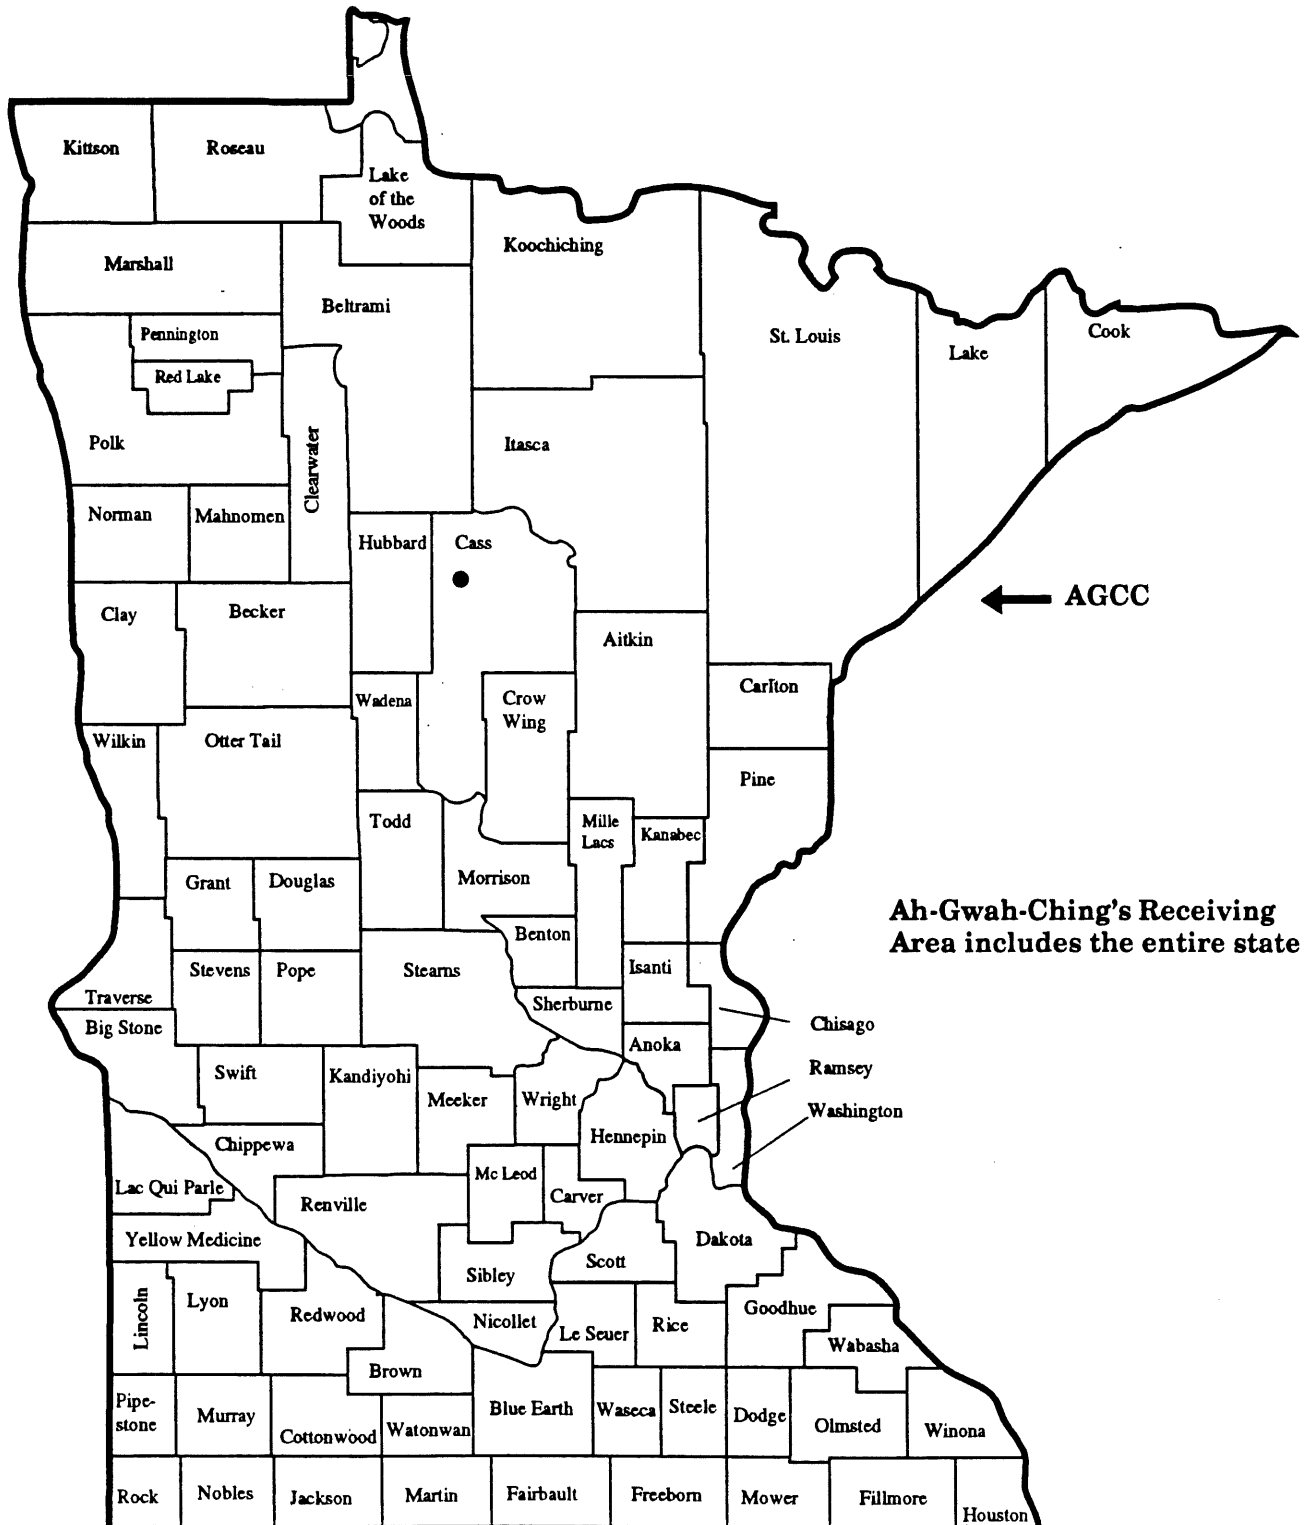 Kittson
Roseau
Lake
of the
Woods
Koochiching
Marshall
Beltrami
Pennington
St. Louis
Cook
Lake
Red Lake
Polk
Clearwater
Itasca
Norman
Mahnomen
Hubbard
Cass
AGCC
Clay
Becker
Aitkin
Carlton
Wadena
Crow
Wing
Wilkin
Otter Tail
Pine
Todd
Mille
Lacs
Kanabec
Grant
Douglas
Morrison
Ah-Gwah-Ching's Receiving
Area includes the entire state
Benton
Stevens
Pope
Stearns
Isanti
Traverse
Sherburne
Big Stone
Chisago
Anoka
Swift
Kandiyohi
Ramsey
Meeker
Wright
Washington
Hennepin
Chippewa
Mc Leod
Lac Qui Parle
Carver
Renville
Yellow Medicine
Dakota
Scott
Sibley
Lincoln
Lyon
Redwood
Goodhue
Nicollet
Le Seuer
Rice
Wabasha
Brown
Pipe-
stone
Murray
Cottonwood
Watonwan
Blue Earth
Waseca
Steele
Dodge
Olmsted
Winona
Rock
Nobles
Jackson
Martin
Fairbault
Freeborn
Mower
Fillmore
Houston